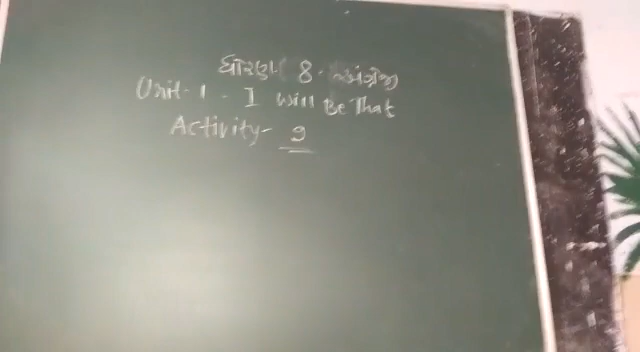 ધોરણ 8. અંગ્રેજી
Unit-1 - I will Be That
Activity- 9